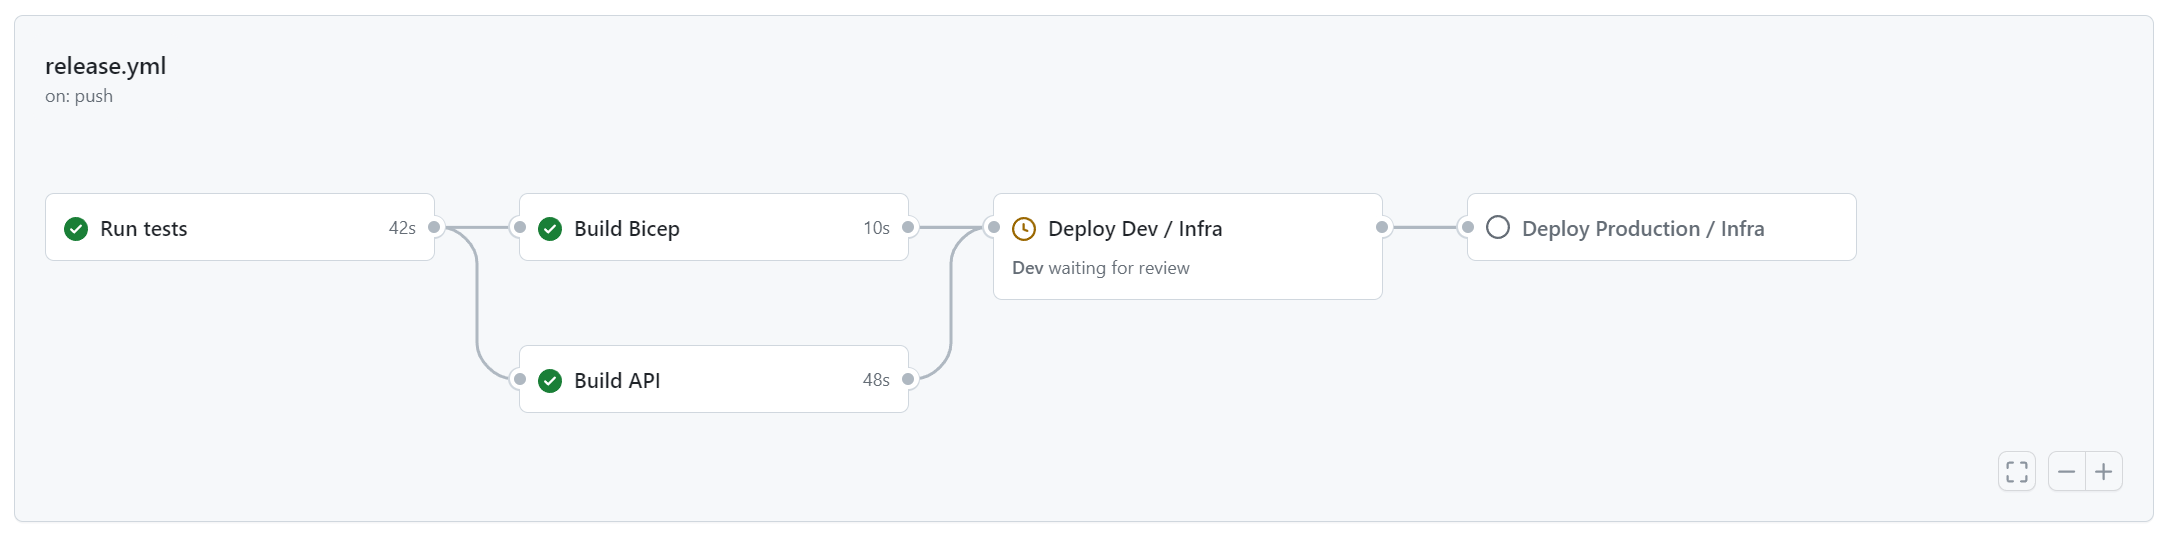 release.yml
on: push
Run tests 42s
Build Bicep 10s
Deploy Dev / Infra
Dev waiting for review
Deploy Production / Infra
Build API 48s